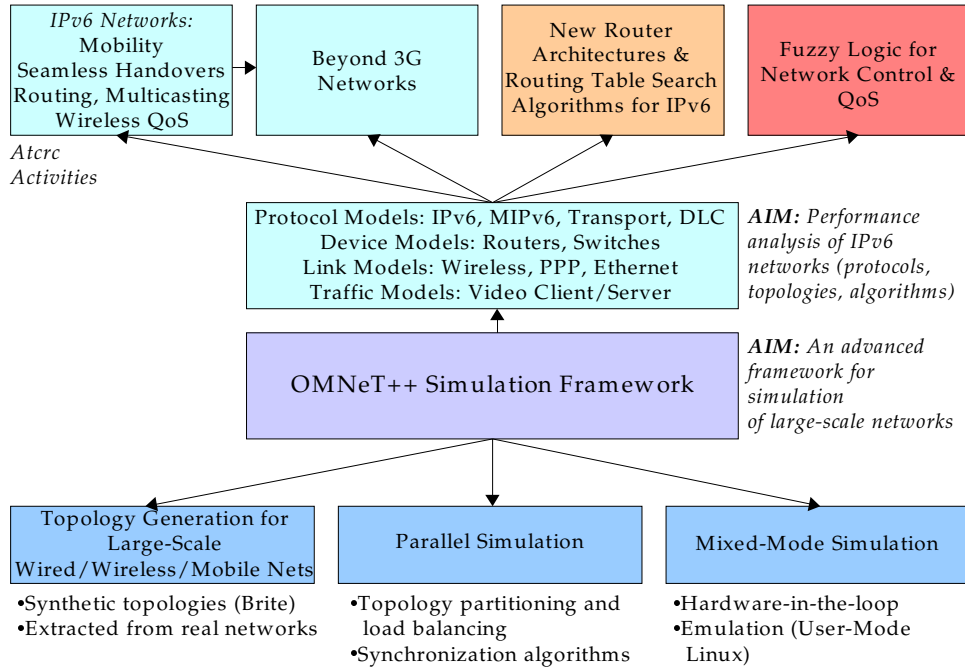 IPv6 Networks:
Mobility
Seamless Handovers
Routing, Multicasting
Wireless QoS
Beyond 3G
Networks
New Router
Architectures &
Routing Table Search
Algorithms for IPv6
Fuzzy Logic for
Network Control &
QoS
Atcrc
Activities
Protocol Models: IPv6, MIPv6, Transport, DLC
Device Models: Routers, Switches
Link Models: Wireless, PPP, Ethernet
Traffic Models: Video Client/Server
AIM: Performance
analysis of IPv6
networks (protocols,
topologies, algorithms)
OMNeT++ Simulation Framework
AIM: An advanced
framework for
simulation
of large-scale networks
Topology Generation for
Large-Scale
Wired/Wireless/Mobile Nets
•Synthetic topologies (Brite)
•Extracted from real networks
Parallel Simulation
•Topology partitioning and
load balancing
•Synchronization algorithms
Mixed-Mode Simulation
•Hardware-in-the-loop
•Emulation (User-Mode
Linux)